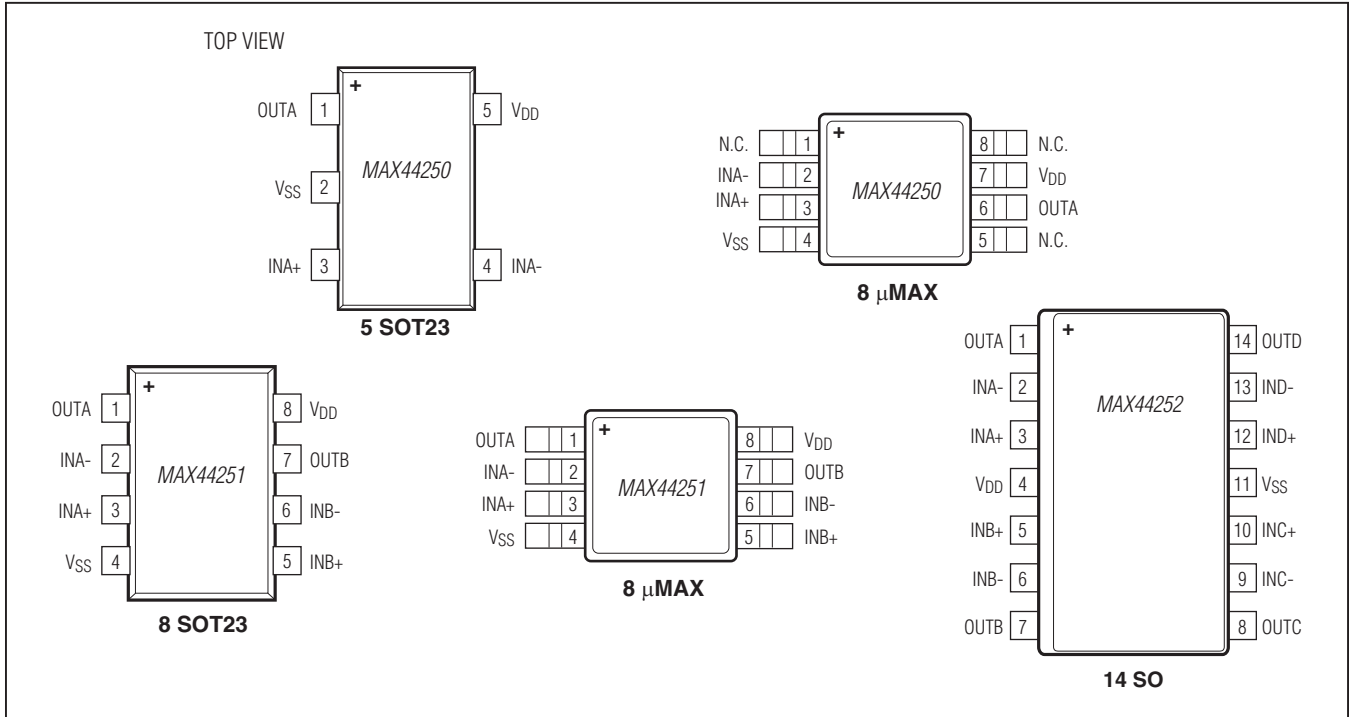 TOP VIEW
+
OUTA 1 5 VDD
MAX44250
VSS 2
INA+ 3 4 INA-
5 SOT23
+
N.C. 1 8 N.C.
INA- 2 7 VDD
MAX44250
INA+ 3 6 OUTA
VSS 4 5 N.C.
8 µMAX
+
OUTA 1 8 VDD
INA- 2 7 OUTB
MAX44251
INA+ 3 6 INB-
VSS 4 5 INB+
8 SOT23
+
OUTA 1 8 VDD
INA- 2 7 OUTB
MAX44251
INA+ 3 6 INB-
VSS 4 5 INB+
8 µMAX
+
OUTA 1 14 OUTD
INA- 2 13 IND-
MAX44252
INA+ 3 12 IND+
VDD 4 11 VSS
INB+ 5 10 INC+
INB- 6 9 INC-
OUTB 7 8 OUTC
14 SO